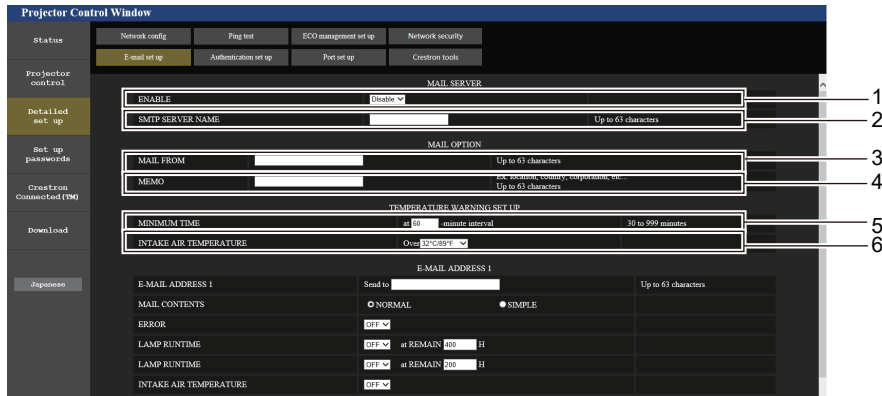 Projector Control Window
Status
Network config
Ping test
ECO management set up
Network security
E-mail set up
Authentication set up
Port set up
Crestron tools
Projector control
Detailed set up
Set up passwords
Crestron Connected(TM)
Download
Japanese
MAIL SERVER
ENABLE Disable 1
SMTP SERVER NAME Up to 63 characters 2
MAIL OPTION
MAIL FROM Up to 63 characters 3
MEMO Ex. location, country, corporation, etc... 4
Up to 63 characters
TEMPERATURE WARNING SET UP
MINIMUM TIME at 60 -minute interval 30 to 999 minutes 5
INTAKE AIR TEMPERATURE Over 32°C/89°F 6
E-MAIL ADDRESS 1
E-MAIL ADDRESS 1 Send to Up to 63 characters
MAIL CONTENTS NORMAL SIMPLE
ERROR OFF
LAMP RUNTIME OFF at REMAIN 400 H
LAMP RUNTIME OFF at REMAIN 200 H
INTAKE AIR TEMPERATURE OFF